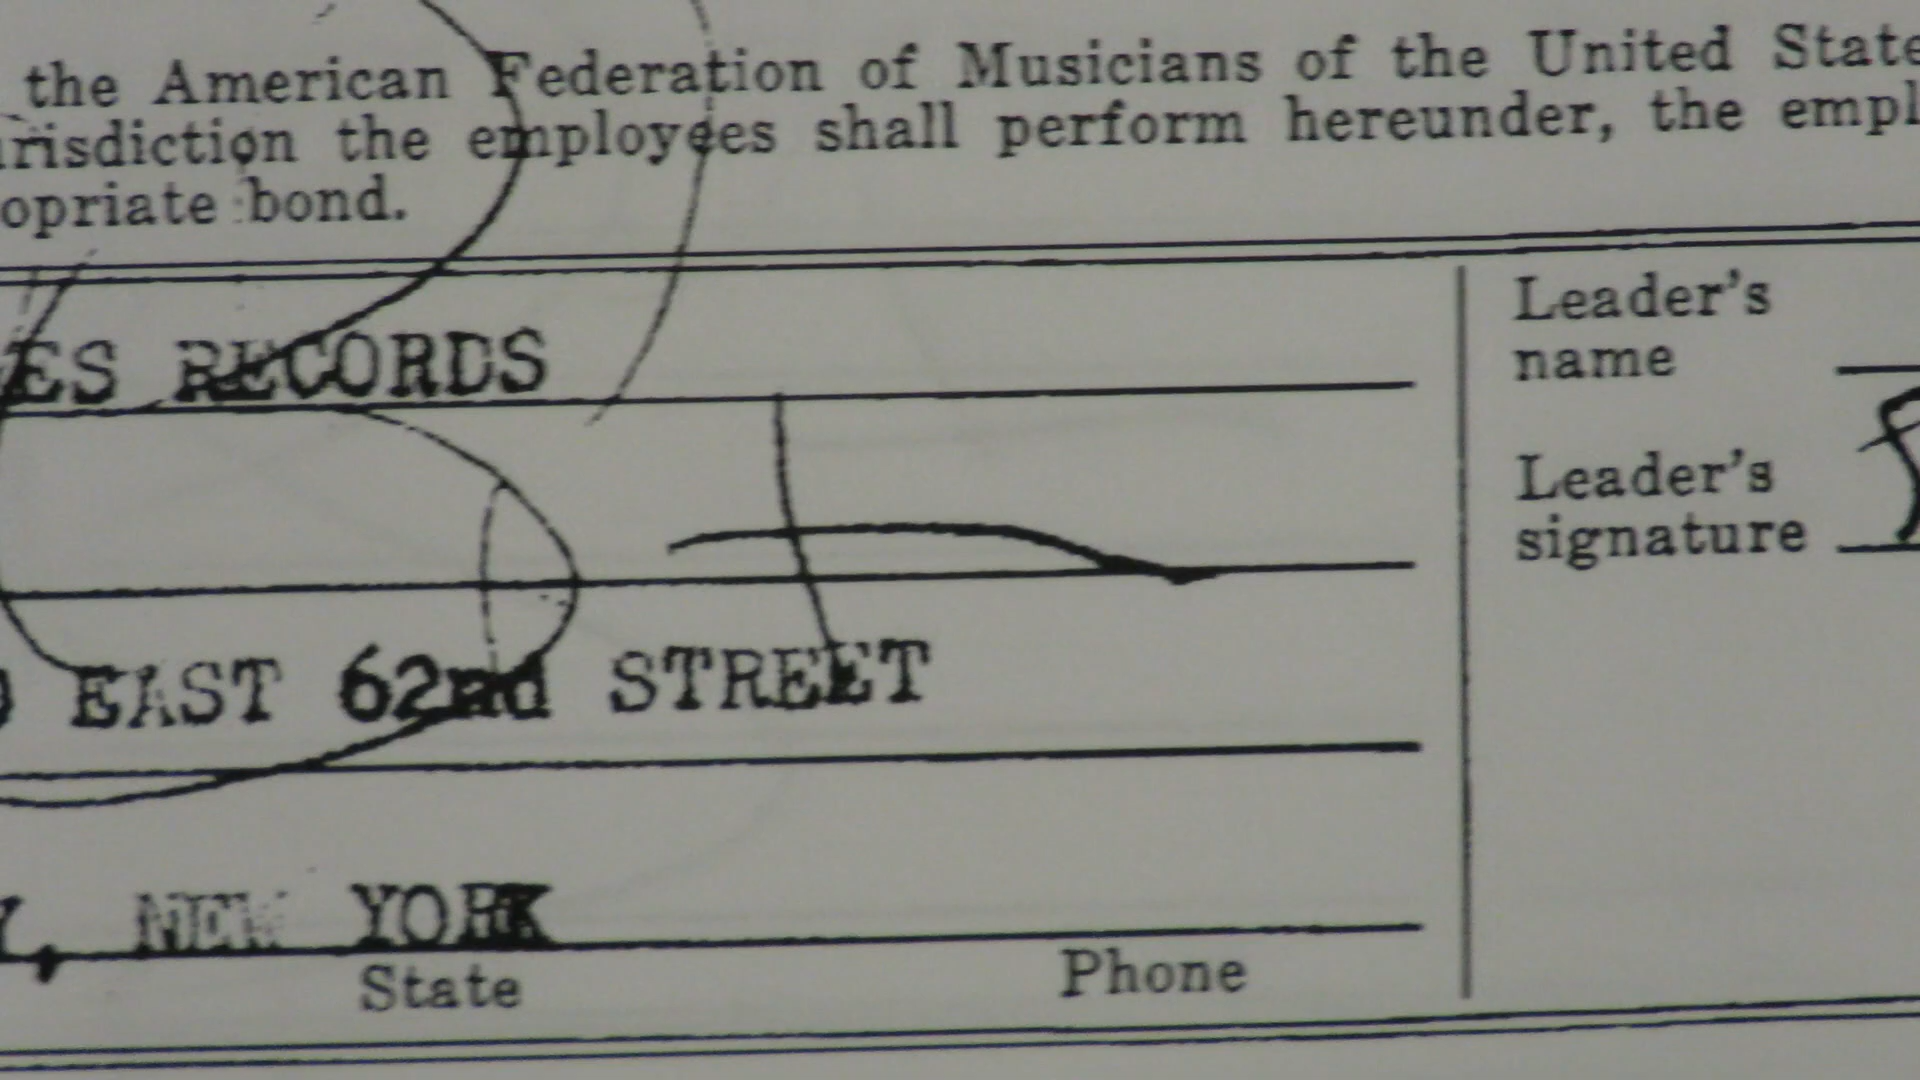 the American Federation of Musicians of the United State
risdiction the employees shall perform hereunder, the empl
opriate bond.
ES RECORDS
EAST 62nd STREET
, NEW YORK
State Phone
Leader's
name
Leader's
signature